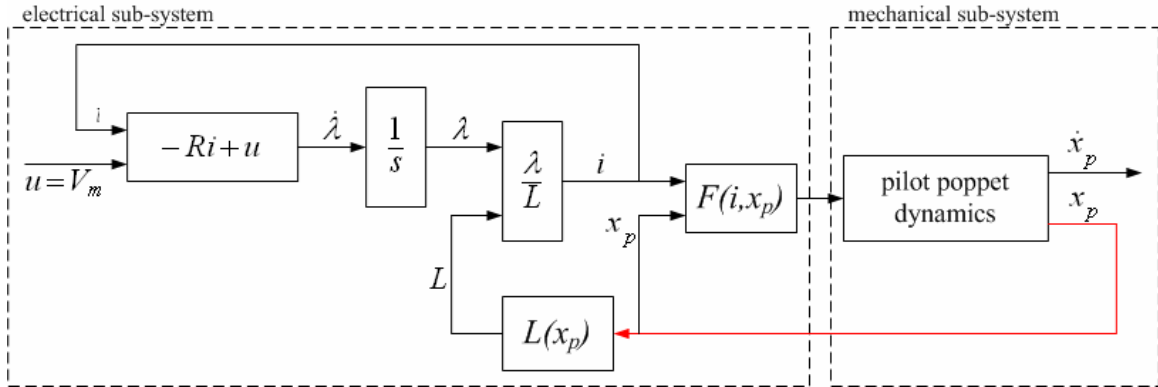 electrical sub-system
mechanical sub-system
i
u = V_m
−Ri + u
λ̇
1/s
λ
λ/L
i
F(i,x_p)
x_p
L
L(x_p)
pilot poppet
dynamics
ẋ_p
x_p